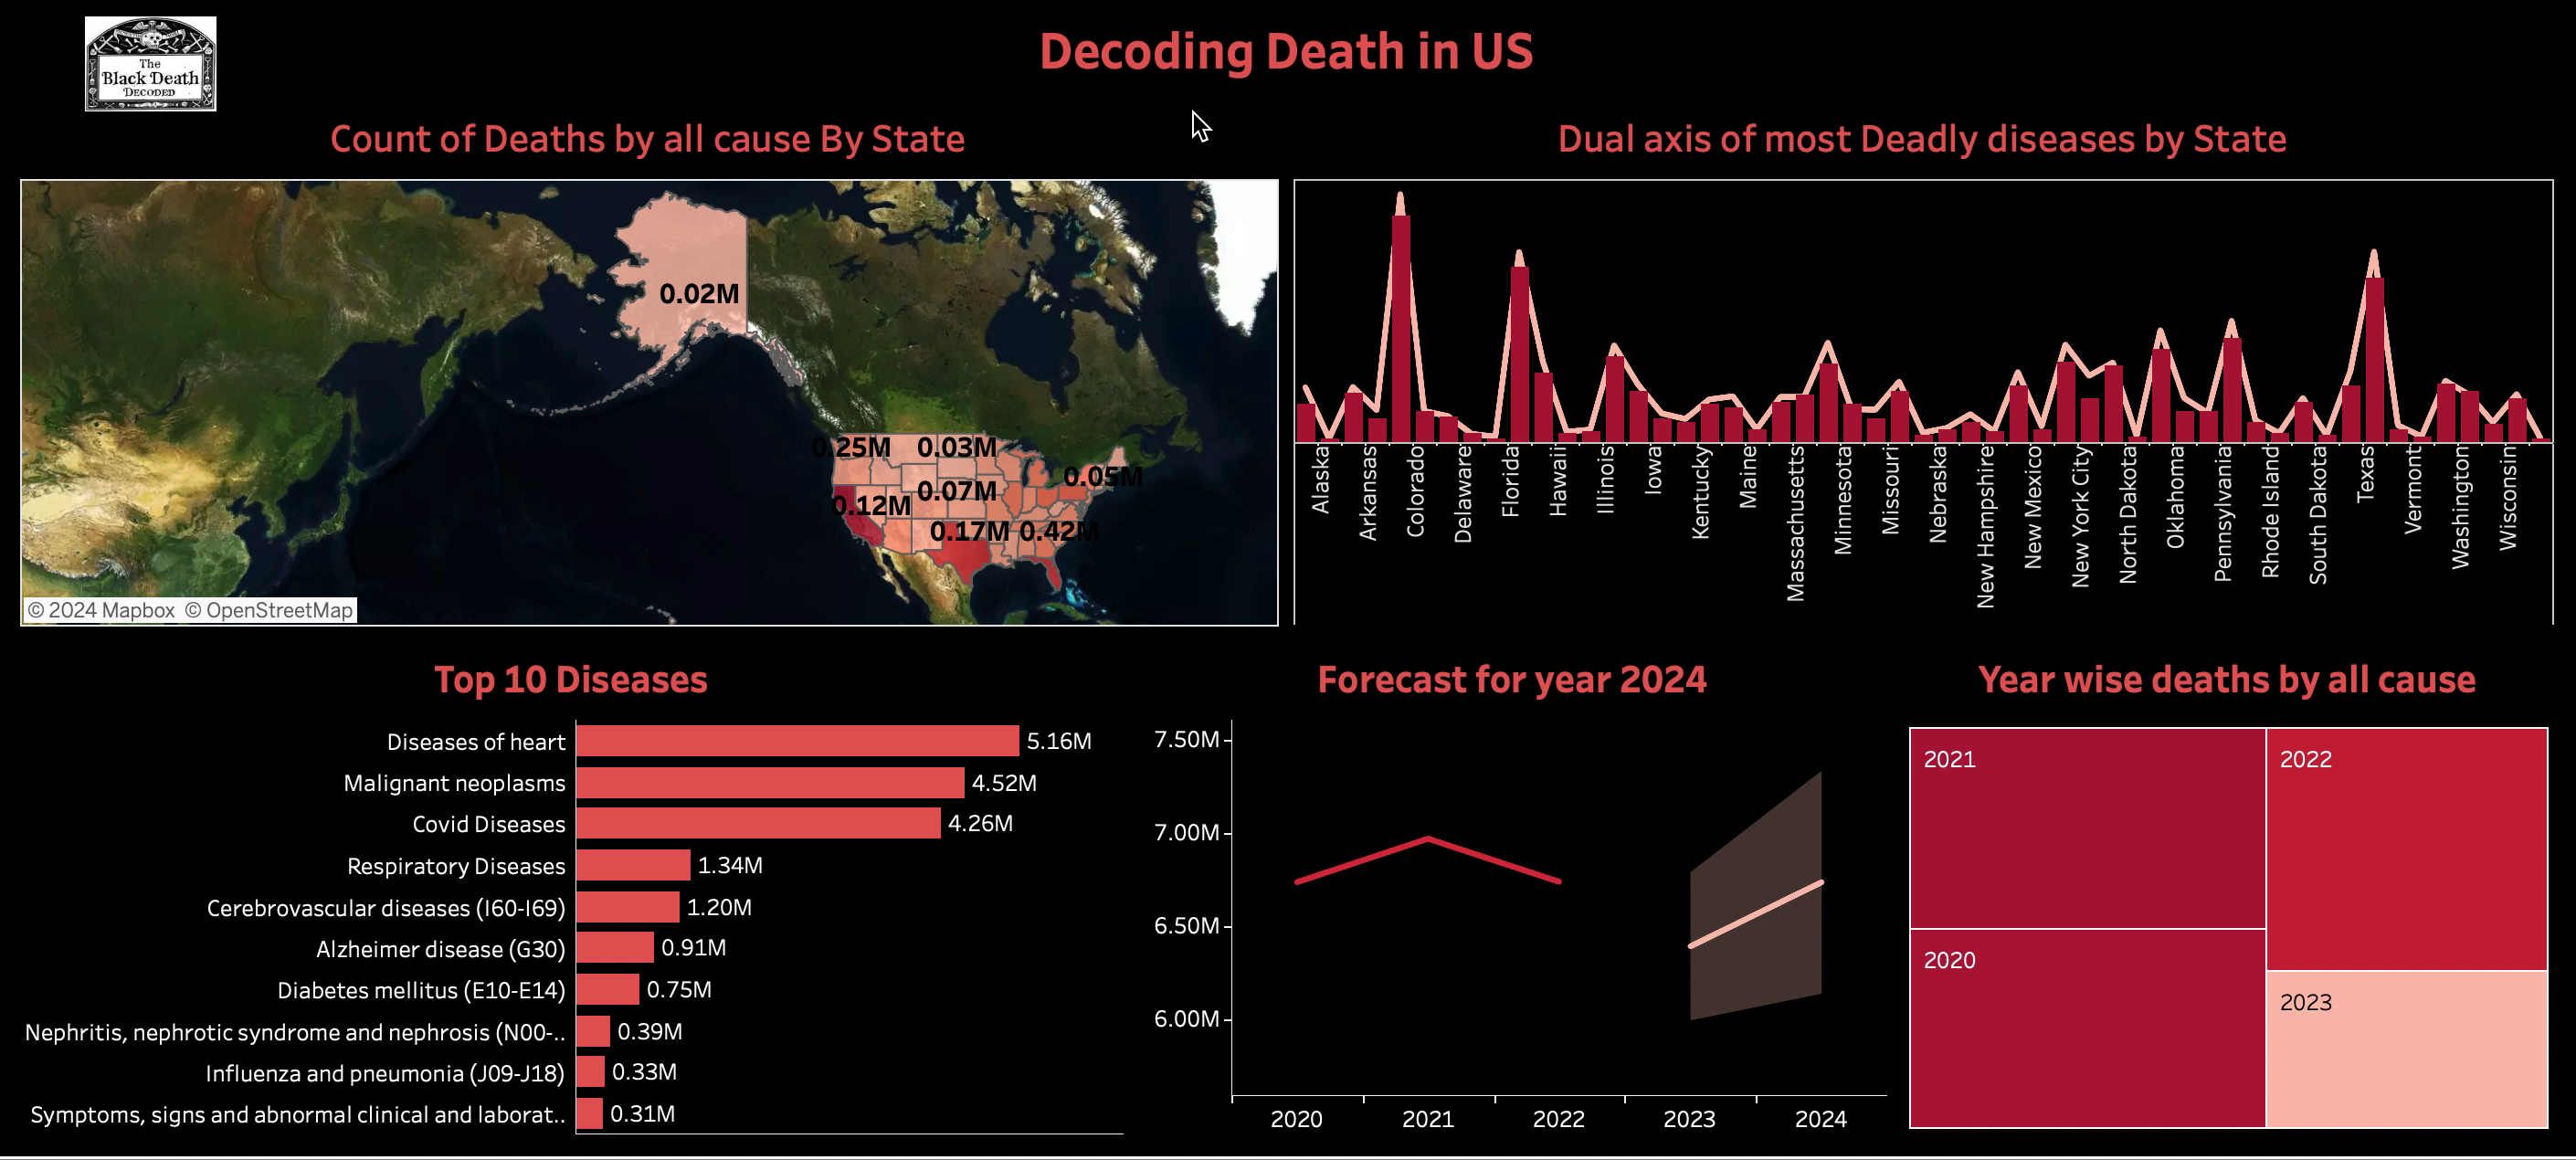 The
Black Death
DECODED
Decoding Death in US
Count of Deaths by all cause By State
0.02M
0.25M 0.03M
0.05M
0.07M
0.12M
0.17M 0.42M
© 2024 Mapbox © OpenStreetMap
Dual axis of most Deadly diseases by State
Alaska
Arkansas
Colorado
Delaware
Florida
Hawaii
Illinois
Iowa
Kentucky
Maine
Massachusetts
Minnesota
Missouri
Nebraska
New Hampshire
New Mexico
New York City
North Dakota
Oklahoma
Pennsylvania
Rhode Island
South Dakota
Texas
Vermont
Washington
Wisconsin
Top 10 Diseases
Diseases of heart 5.16M
Malignant neoplasms 4.52M
Covid Diseases 4.26M
Respiratory Diseases 1.34M
Cerebrovascular diseases (I60-I69) 1.20M
Alzheimer disease (G30) 0.91M
Diabetes mellitus (E10-E14) 0.75M
Nephritis, nephrotic syndrome and nephrosis (N00-.. 0.39M
Influenza and pneumonia (J09-J18) 0.33M
Symptoms, signs and abnormal clinical and laborat.. 0.31M
Forecast for year 2024
7.50M
7.00M
6.50M
6.00M
2020 2021 2022 2023 2024
Year wise deaths by all cause
2021
2022
2020
2023